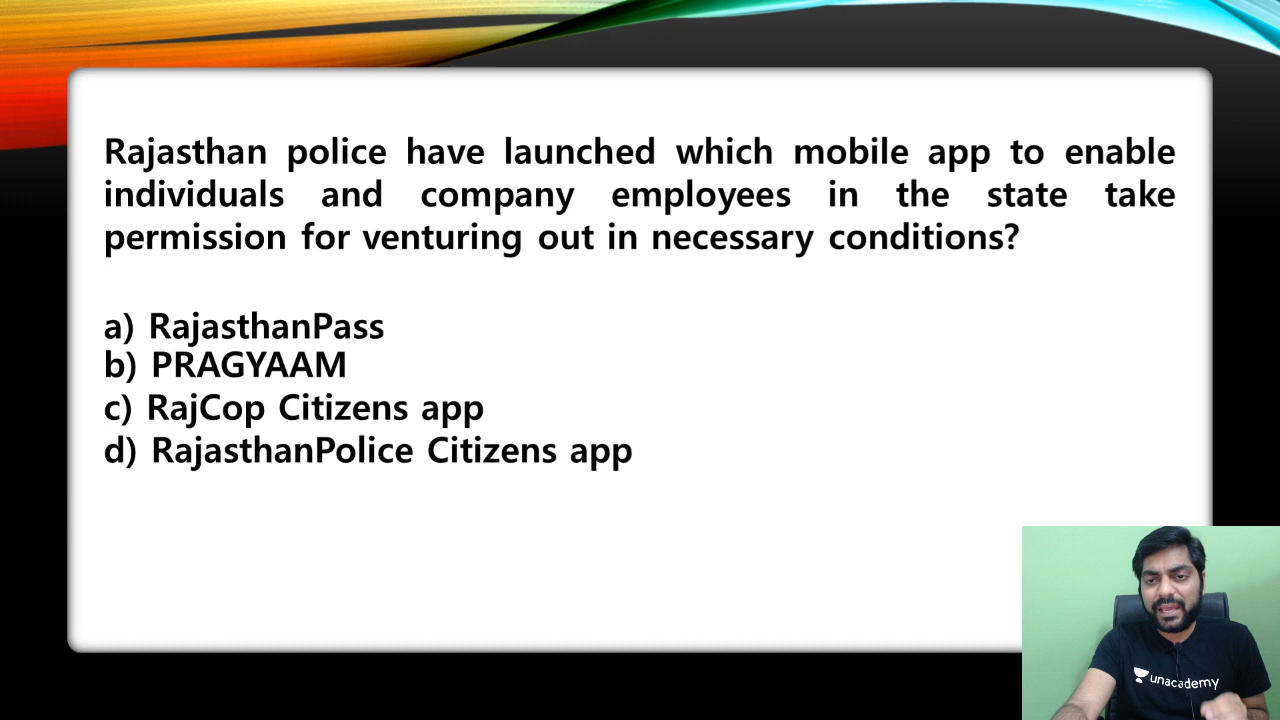 Rajasthan police have launched which mobile app to enable
individuals and company employees in the state take
permission for venturing out in necessary conditions?
a) RajasthanPass
b) PRAGYAAM
c) RajCop Citizens app
d) RajasthanPolice Citizens app
unacademy